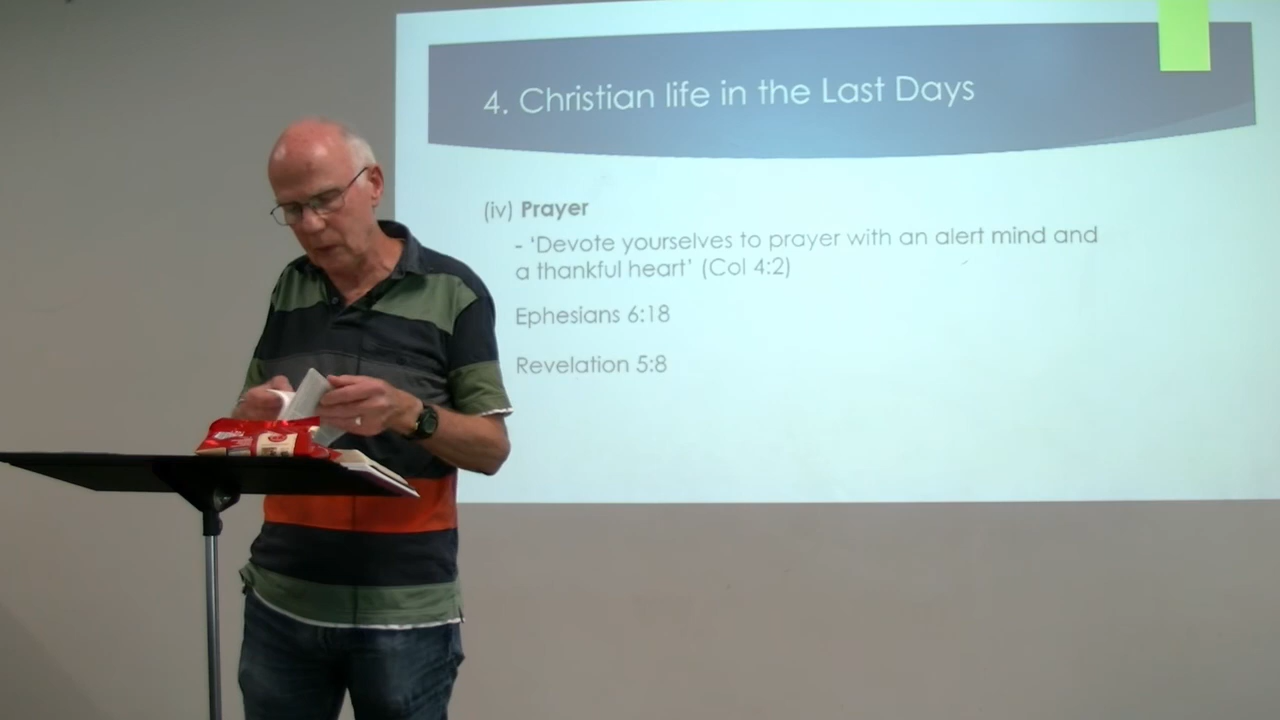 4. Christian life in the Last Days
(iv) Prayer
- ‘Devote yourselves to prayer with an alert mind and
a thankful heart’ (Col 4:2)
Ephesians 6:18
Revelation 5:8